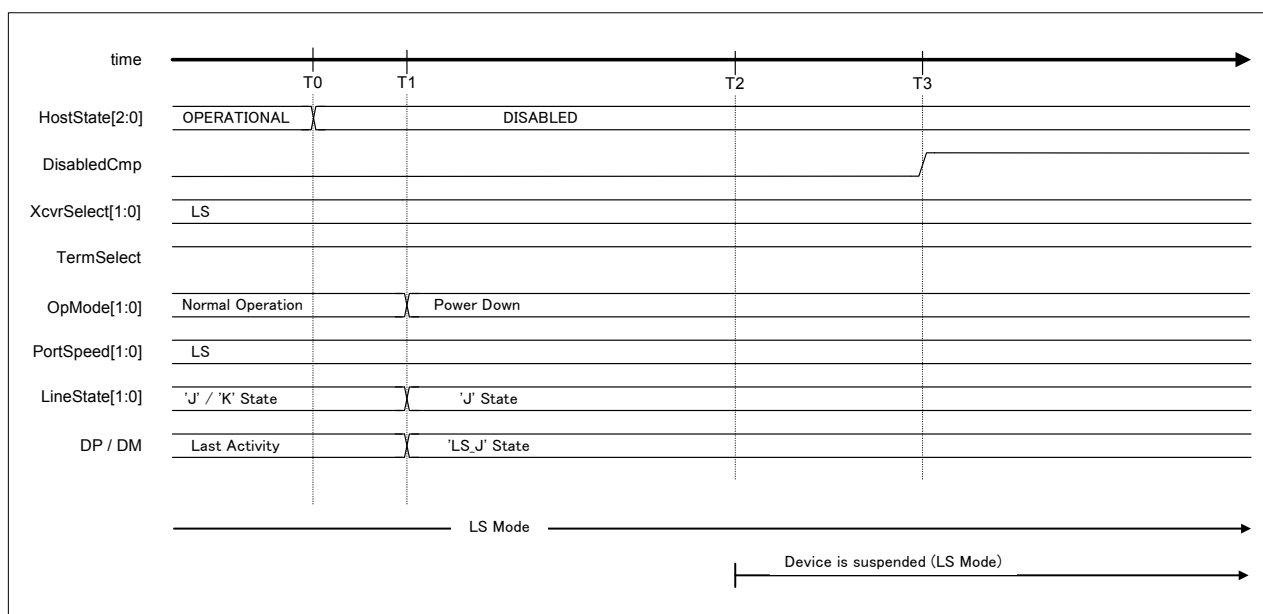 time
T0 T1 T2 T3
HostState[2:0] OPERATIONAL DISABLED
DisabledCmp
XcvrSelect[1:0] LS
TermSelect
OpMode[1:0] Normal Operation Power Down
PortSpeed[1:0] LS
LineState[1:0] 'J' / 'K' State 'J' State
DP / DM Last Activity 'LS_J' State
LS Mode
Device is suspended (LS Mode)